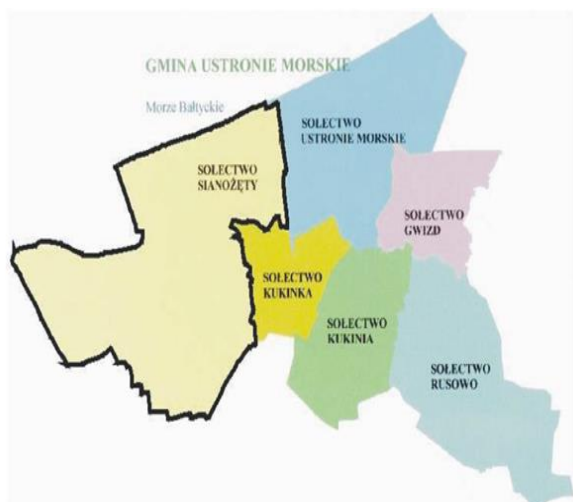 GMINA USTRONIE MORSKIE
Morze Bałtyckie
SOŁECTWO
USTRONIE MORSKIE
SOŁECTWO
SIANOŻĘTY
SOŁECTWO
GWIZD
SOŁECTWO
KUKINKA
SOŁECTWO
KUKINIA
SOŁECTWO
RUSOWO